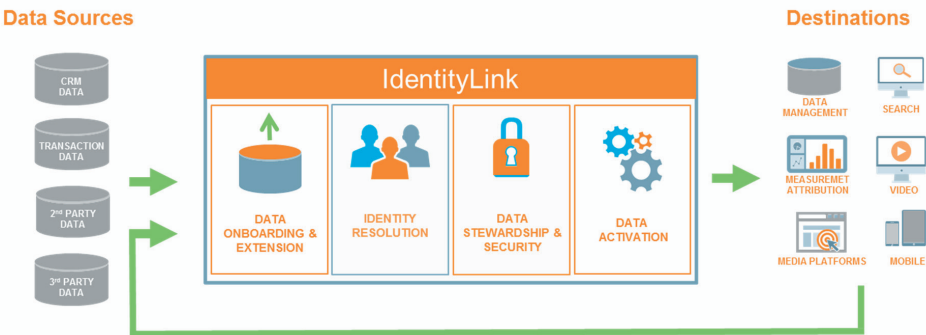 Data Sources
Destinations
CRM
DATA
TRANSACTION
DATA
2nd PARTY
DATA
3rd PARTY
DATA
IdentityLink
DATA
ONBOARDING &
EXTENSION
IDENTITY
RESOLUTION
DATA
STEWARDSHIP &
SECURITY
DATA
ACTIVATION
DATA
MANAGEMENT
SEARCH
MEASUREMET
ATTRIBUTION
VIDEO
MEDIA PLATFORMS
MOBILE